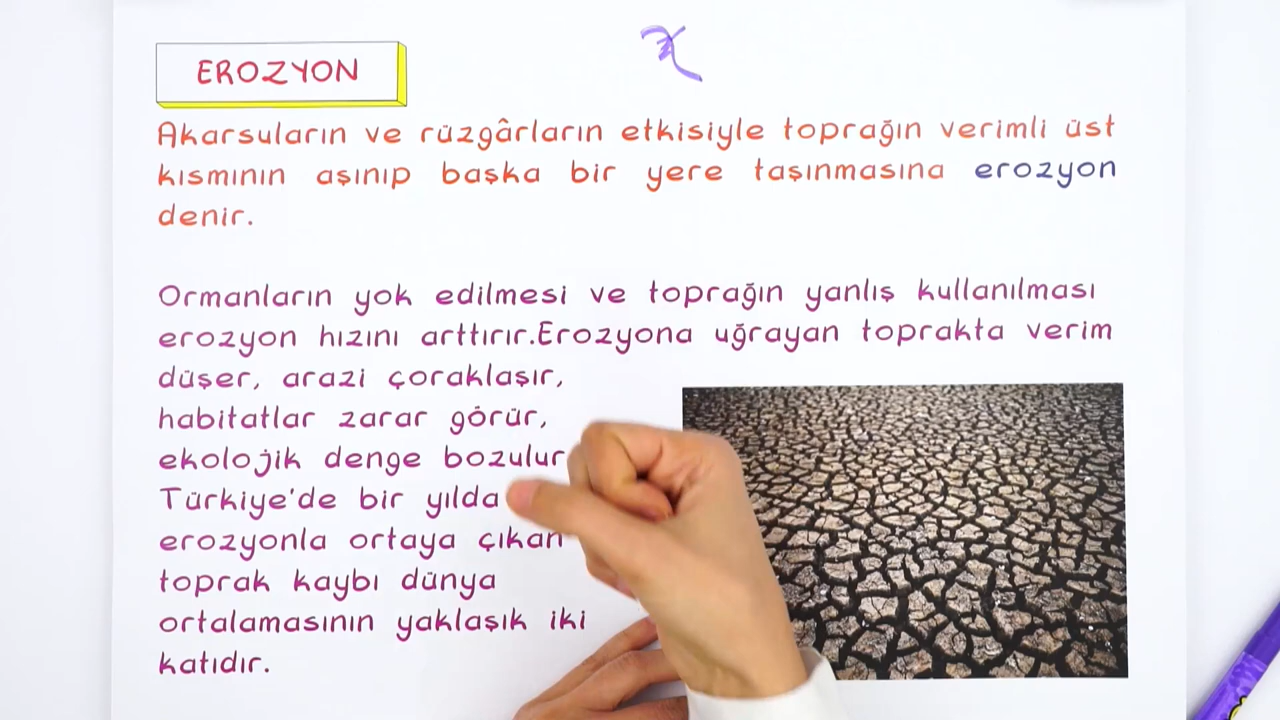 EROZYON
Akarsuların ve rüzgârların etkisiyle toprağın verimli üst
kısmının aşınıp başka bir yere taşınmasına erozyon
denir.
Ormanların yok edilmesi ve toprağın yanlış kullanılması
erozyon hızını arttırır.Erozyona uğrayan toprakta verim
düşer, arazi çoraklaşır,
habitatlar zarar görür,
ekolojik denge bozulur
Türkiye'de bir yılda
erozyonla ortaya çıkan
toprak kaybı dünya
ortalamasının yaklaşık iki
katıdır.